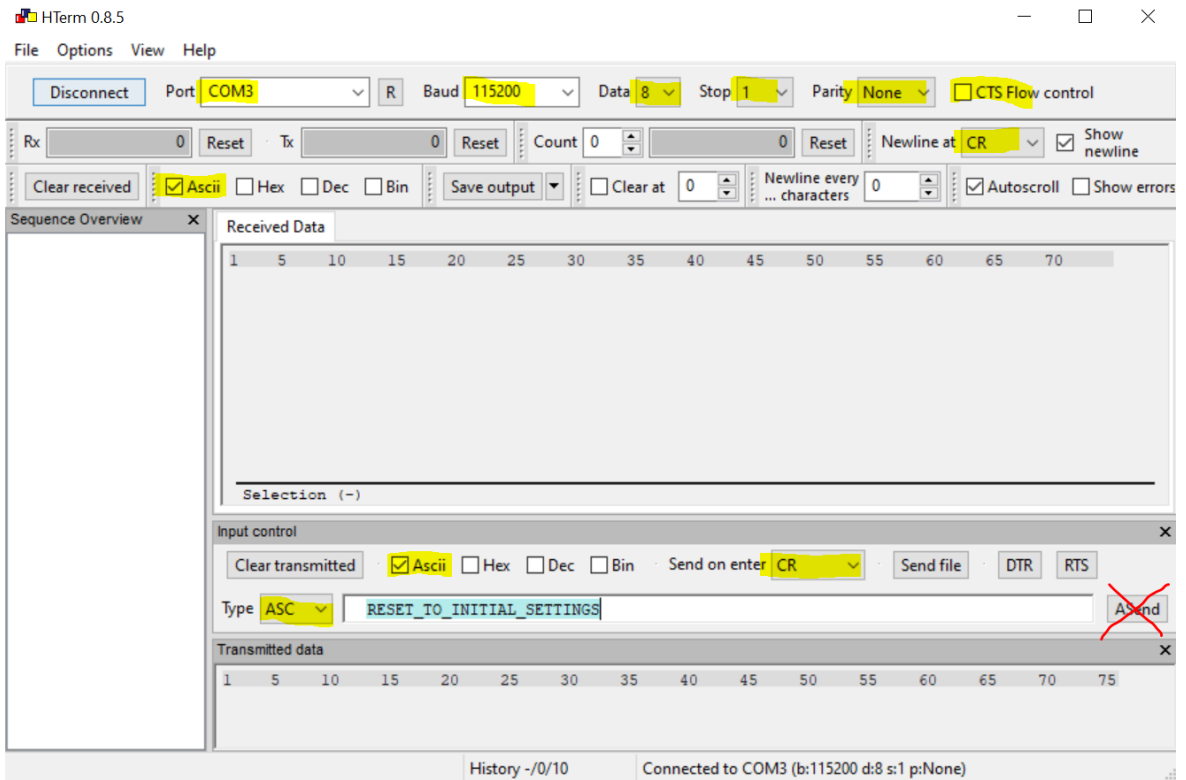 HTerm 0.8.5
File Options View Help
Disconnect Port COM3 R Baud 115200 Data 8 Stop 1 Parity None CTS Flow control
Rx 0 Reset Tx 0 Reset Count 0 0 Reset Newline at CR Show newline
Clear received Ascii Hex Dec Bin Save output Clear at 0 Newline every ... characters 0 Autoscroll Show errors
Sequence Overview
Received Data
1 5 10 15 20 25 30 35 40 45 50 55 60 65 70
Selection (-)
Input control
Clear transmitted Ascii Hex Dec Bin Send on enter CR Send file DTR RTS
Type ASC RESET_TO_INITIAL_SETTINGS ASend
Transmitted data
1 5 10 15 20 25 30 35 40 45 50 55 60 65 70 75
History -/0/10 Connected to COM3 (b:115200 d:8 s:1 p:None)